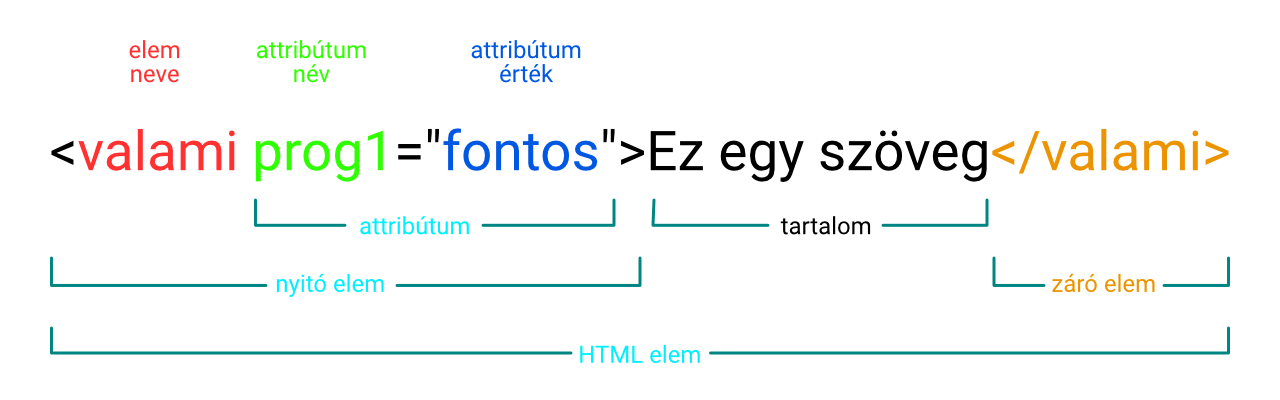 elem
neve
attribútum
név
attribútum
érték
<valami prog1="fontos">Ez egy szöveg</valami>
attribútum
tartalom
nyitó elem
záró elem
HTML elem